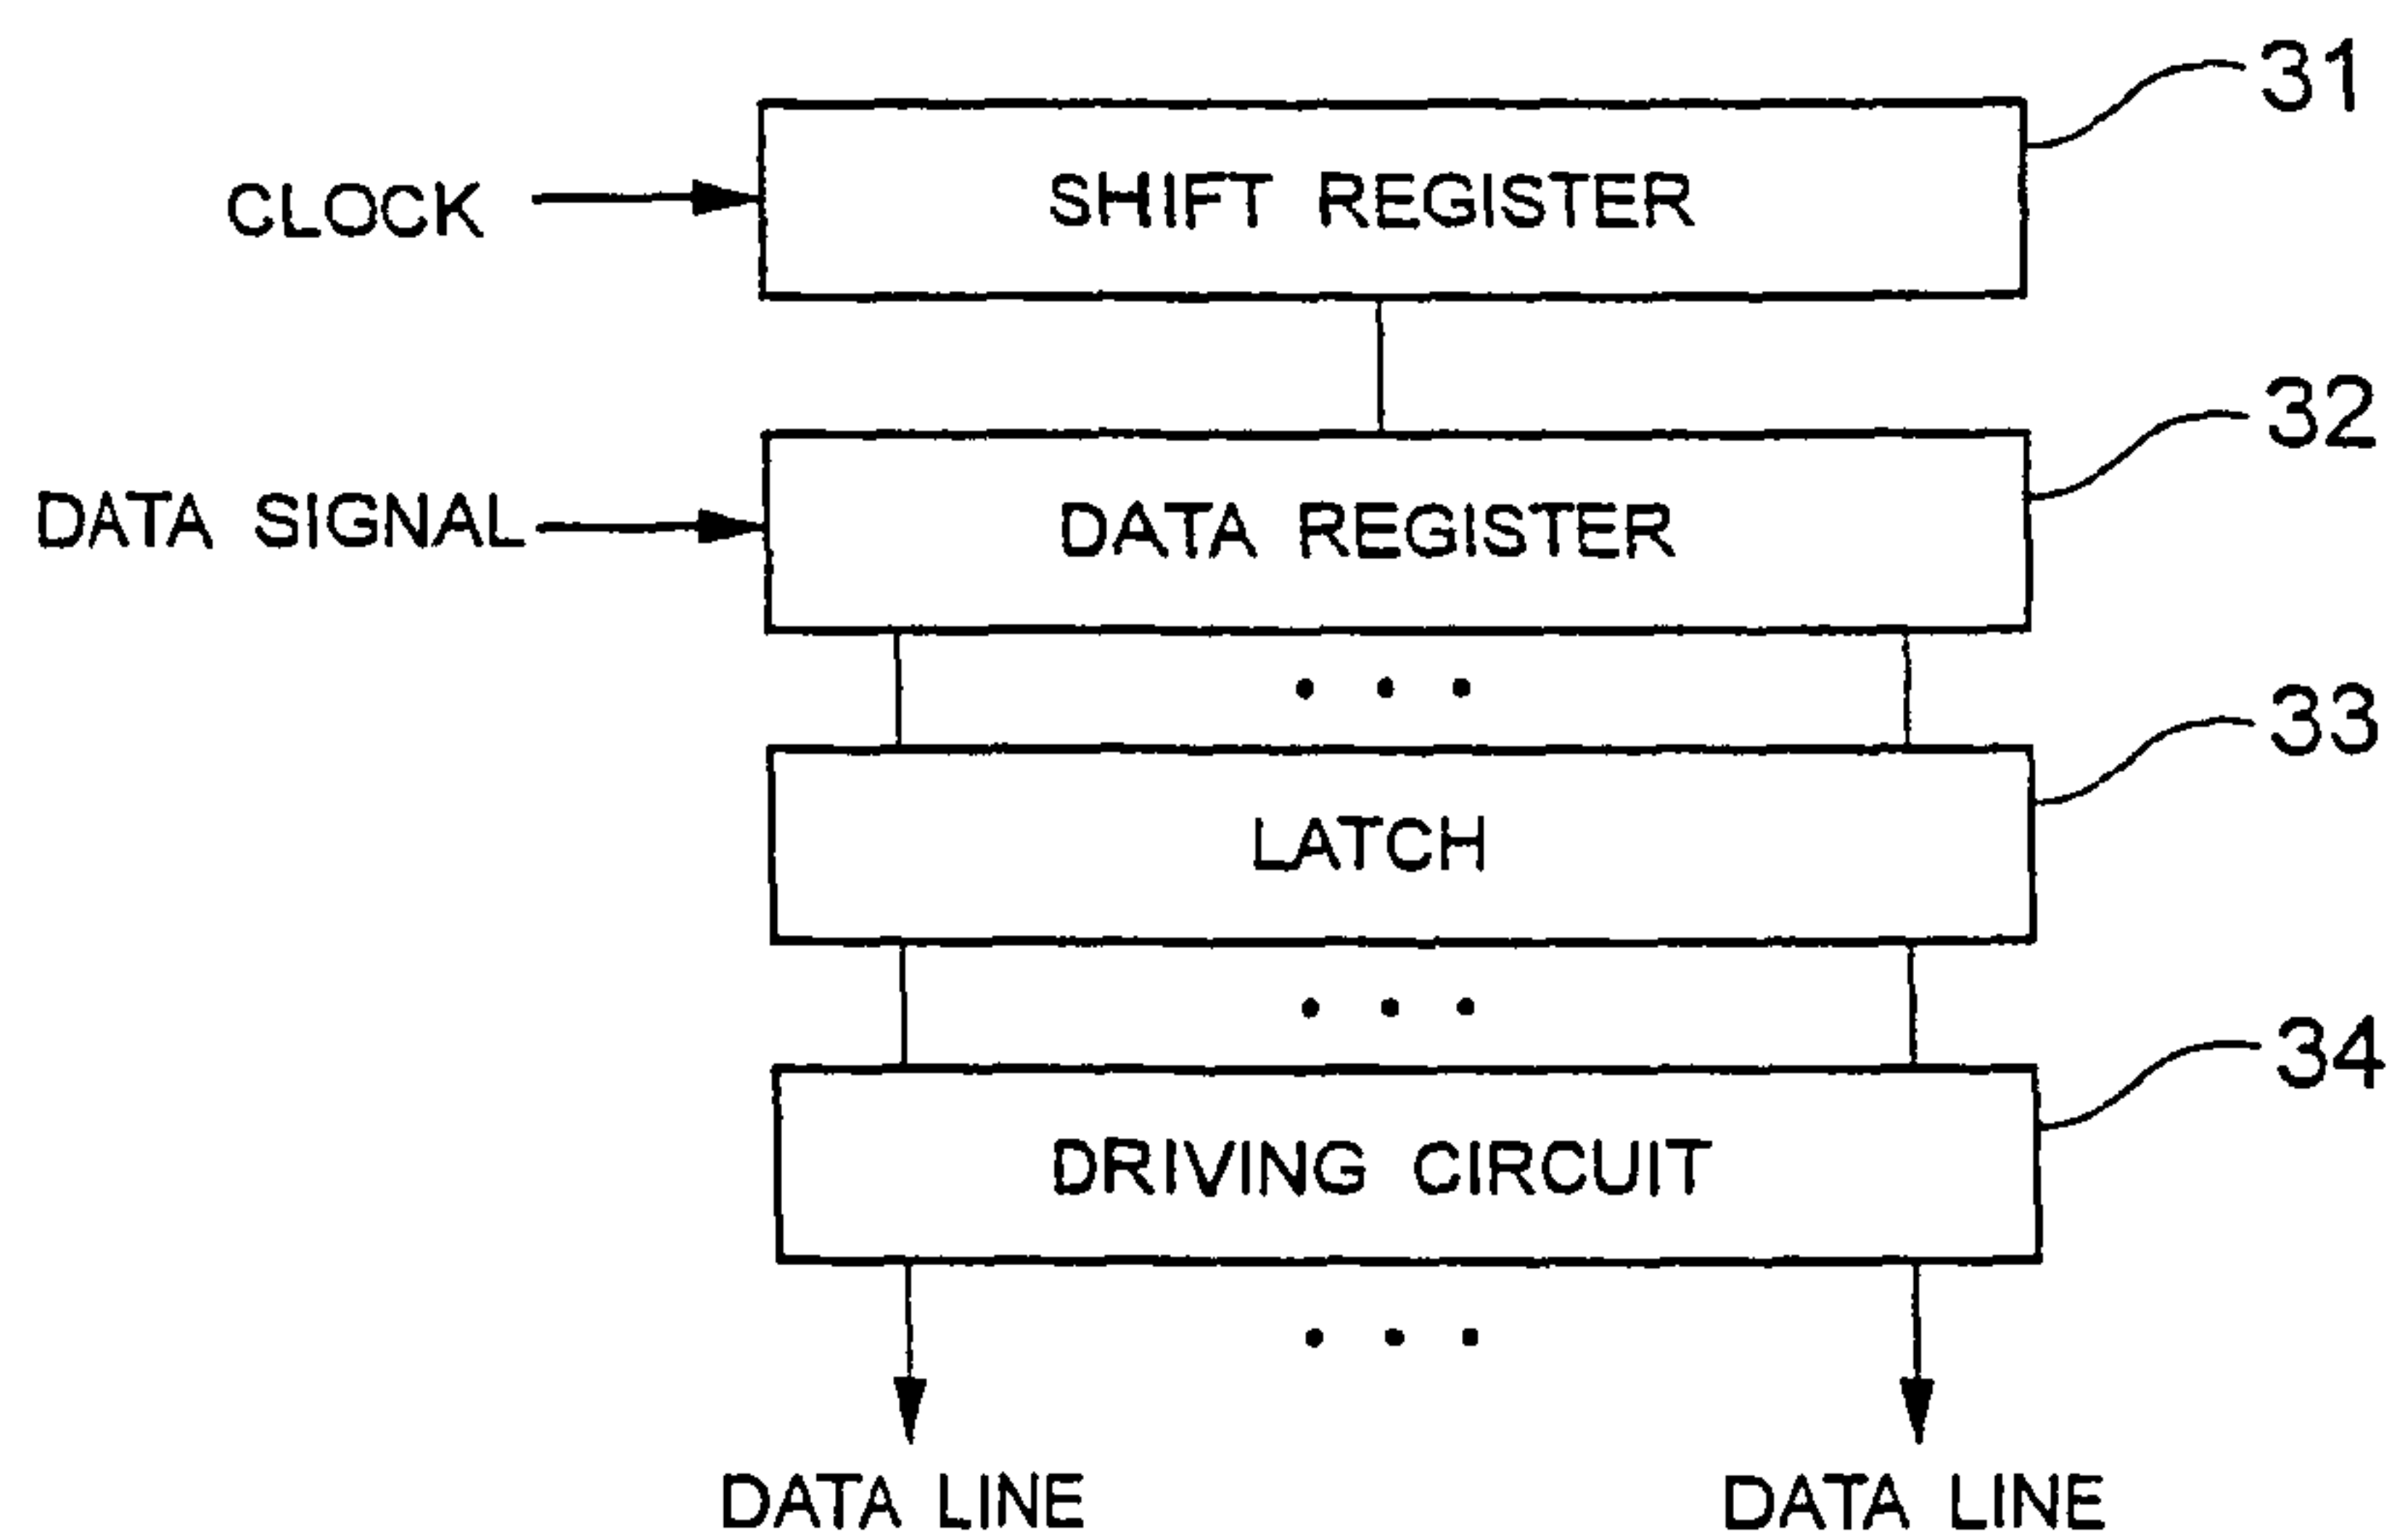 31
CLOCK
SHIFT REGISTER
32
DATA SIGNAL
DATA REGISTER
33
LATCH
34
DRIVING CIRCUIT
DATA LINE
DATA LINE